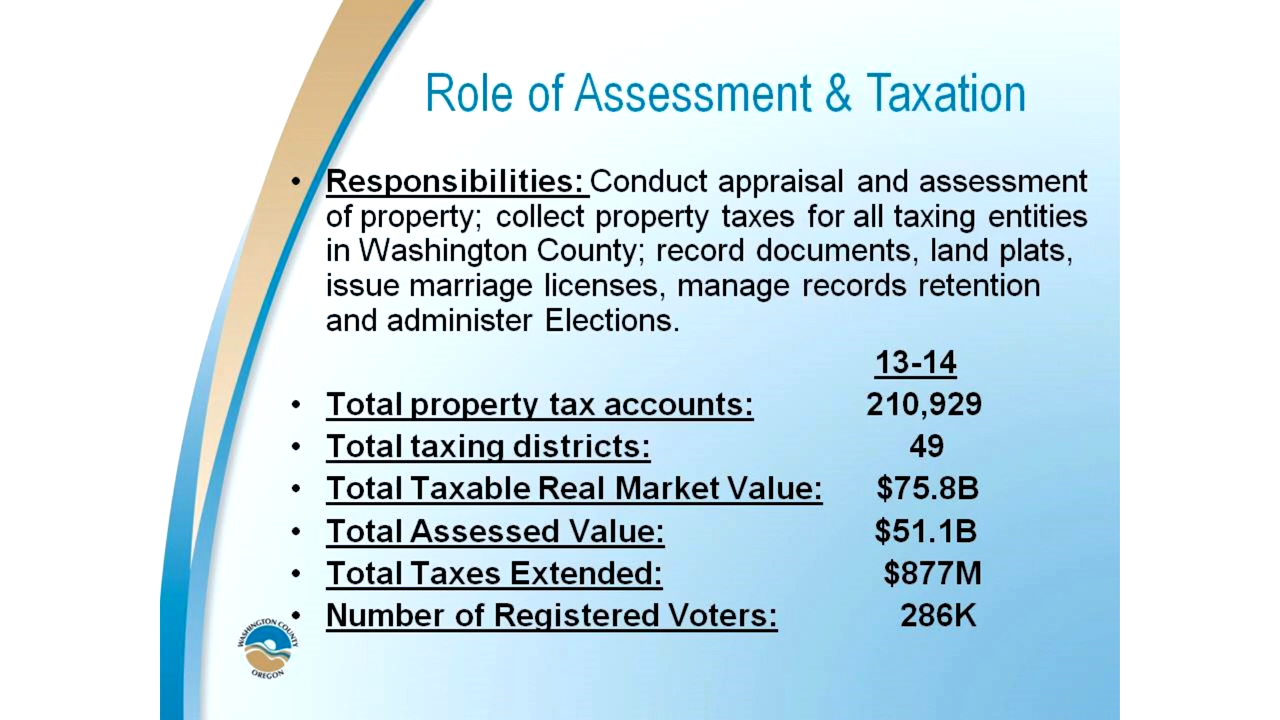 Role of Assessment & Taxation
• Responsibilities: Conduct appraisal and assessment
of property; collect property taxes for all taxing entities
in Washington County; record documents, land plats,
issue marriage licenses, manage records retention
and administer Elections.
13-14
• Total property tax accounts: 210,929
• Total taxing districts: 49
• Total Taxable Real Market Value: $75.8B
• Total Assessed Value: $51.1B
• Total Taxes Extended: $877M
• Number of Registered Voters: 286K
WASHINGTON COUNTY
OREGON